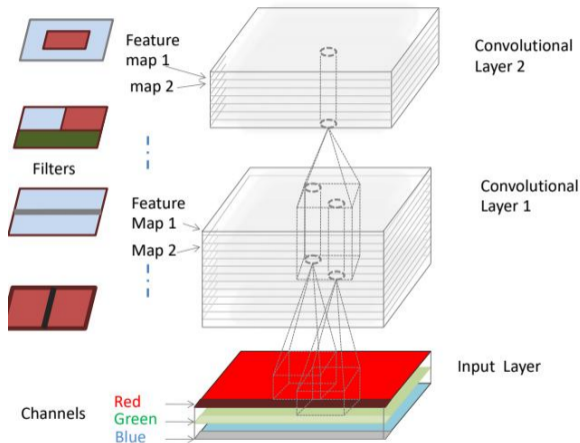 Feature
map 1
map 2
Convolutional
Layer 2
Filters
Feature
Map 1
Map 2
Convolutional
Layer 1
Input Layer
Channels
Red
Green
Blue